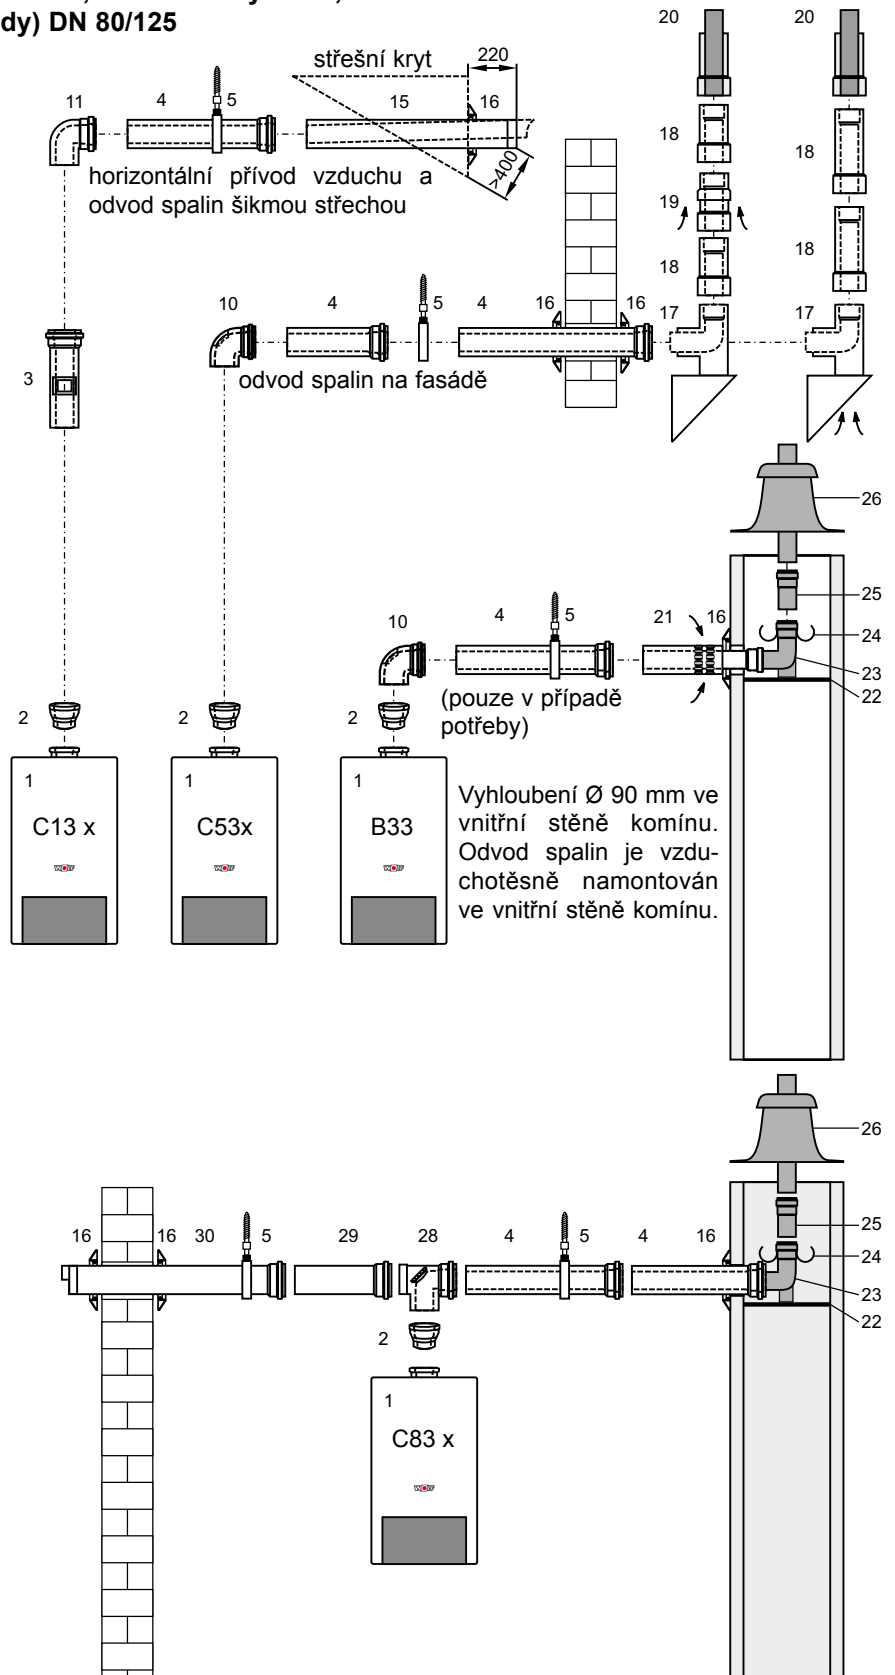 dy) DN 80/125
20 20
střešní kryt 220
11 4 5 15 16
>400
18 18
horizontální přívod vzduchu a
odvod spalin šikmou střechou
19
18 18
10 4 5 4 16 16 17 17
3
odvod spalin na fasádě
26
25
10 4 5 21 16
24
23
22
(pouze v případě
potřeby)
2 2 2
1 1 1
C13 x C53x B33
WOLF WOLF WOLF
Vyhloubení Ø 90 mm ve
vnitřní stěně komínu.
Odvod spalin je vzdu-
chotěsně namontován
ve vnitřní stěně komínu.
26
25
16 16 30 5 29 28 4 5 4 16
24
23
22
2
1
C83 x
WOLF